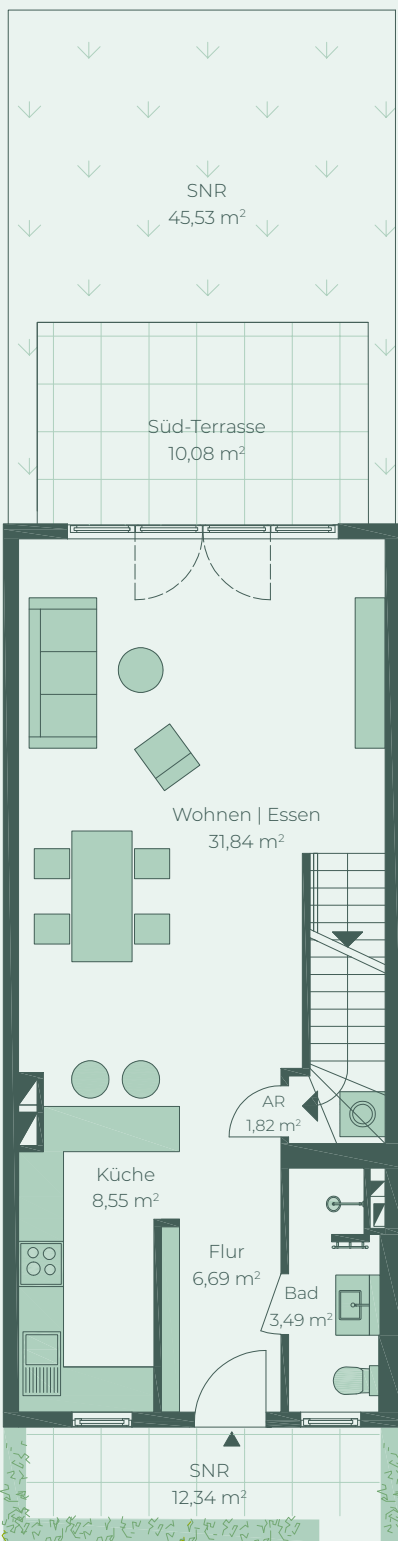 SNR
45,53 m²
Süd-Terrasse
10,08 m²
Wohnen | Essen
31,84 m²
AR
1,82 m²
Küche
8,55 m²
Flur
6,69 m²
Bad
3,49 m²
SNR
12,34 m²